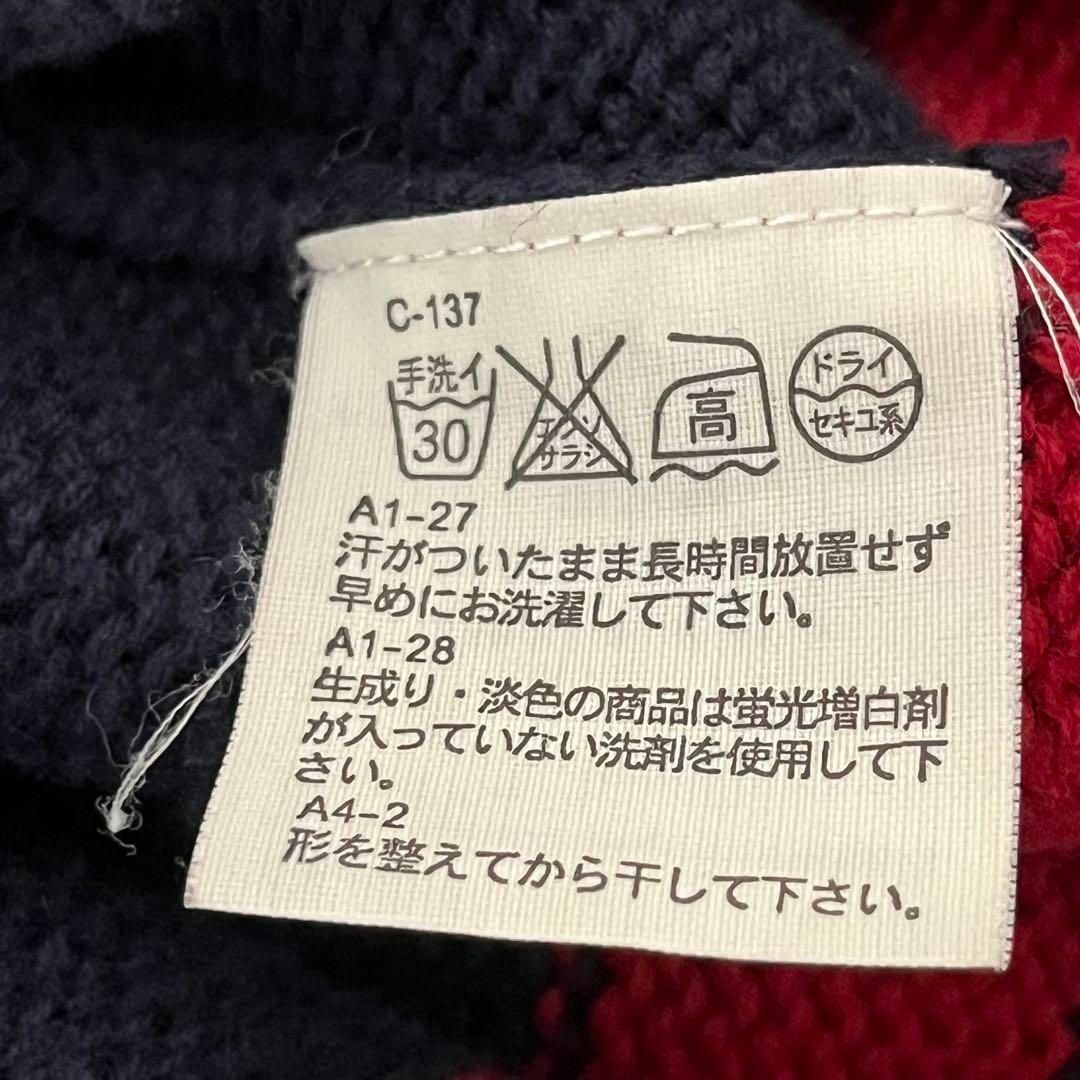 C-137
手洗イ
30
エンソ
サラシ
高
ドライ
セキユ系
A1-27
汗がついたまま長時間放置せず
早めにお洗濯して下さい。
A1-28
生成り・淡色の商品は蛍光増白剤
が入っていない洗剤を使用して下
さい。
A4-2
形を整えてから干して下さい。